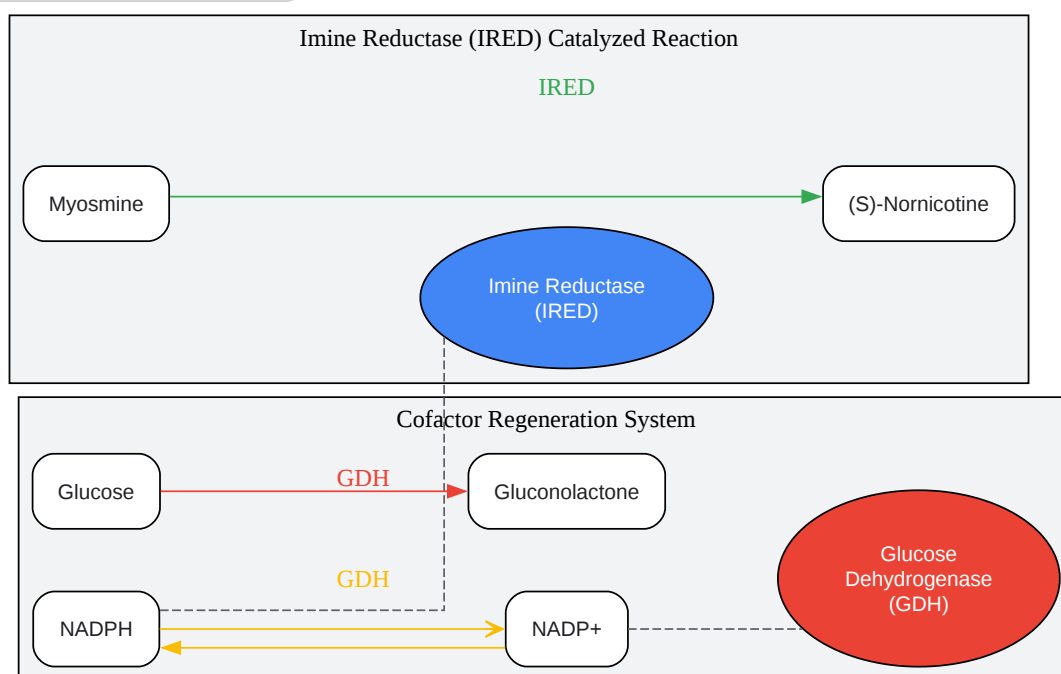 Imine Reductase (IRED) Catalyzed Reaction
IRED
Myosmine
(S)-Nornicotine
Imine Reductase
(IRED)
Cofactor Regeneration System
Glucose
GDH
Gluconolactone
Glucose
Dehydrogenase
(GDH)
GDH
NADPH
NADP+